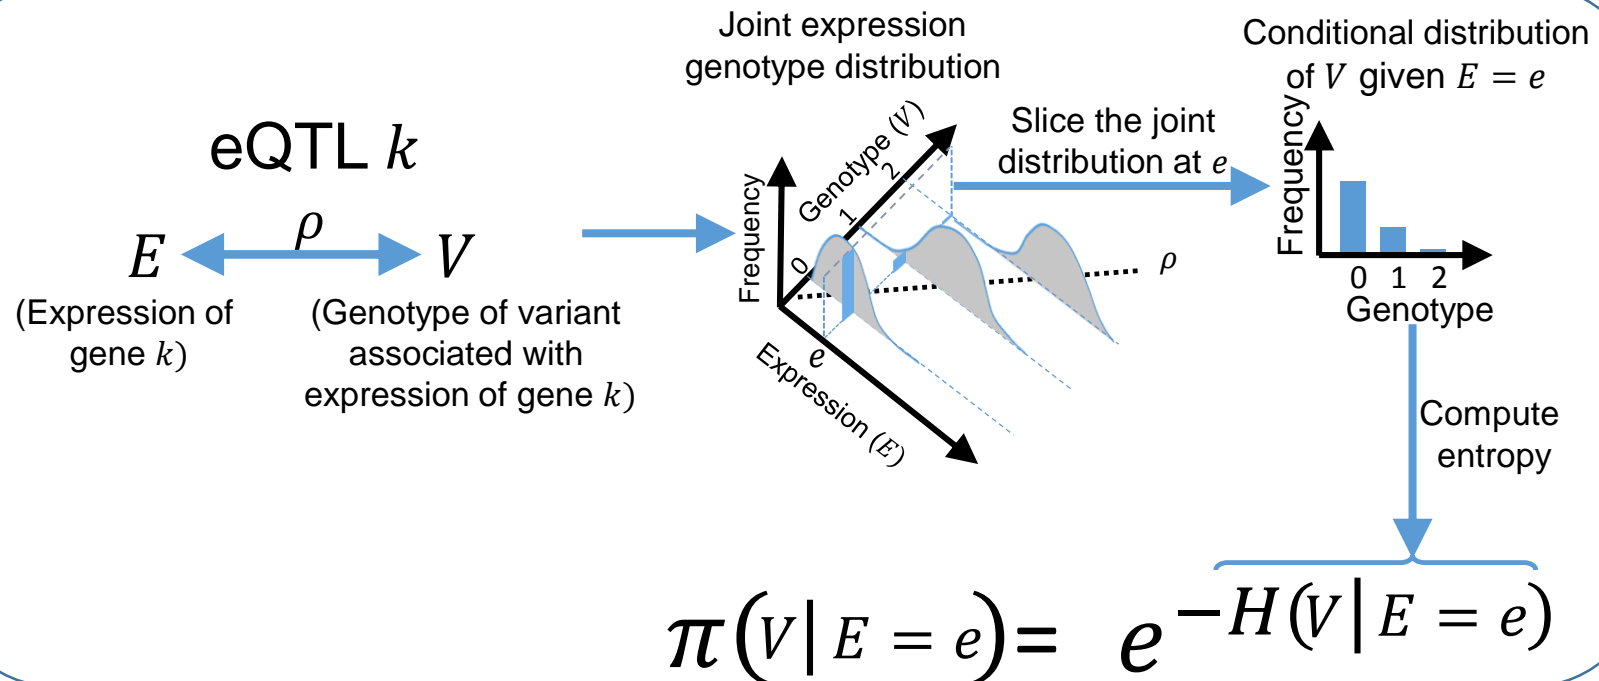 eQTL k
ρ
E V
(Expression of
gene k)
(Genotype of variant
associated with
expression of gene k)
Joint expression
genotype distribution
Frequency
Genotype (V)
0 1 2
e
Expression (E)
ρ
Slice the joint
distribution at e
Conditional distribution
of V given E = e
Frequency
0 1 2
Genotype
Compute
entropy
π(V|E = e)= e^{−H(V|E = e)}